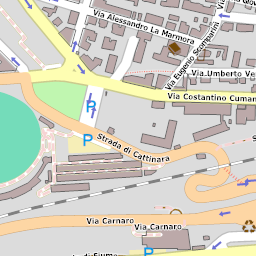 Via Alessandro La Marmora
Via Eugenio Scomparini
Via Umberto Ve
Via Costantino Cuman
P
Strada di Cattinara
P
Via Carnaro
Via Carnaro
P